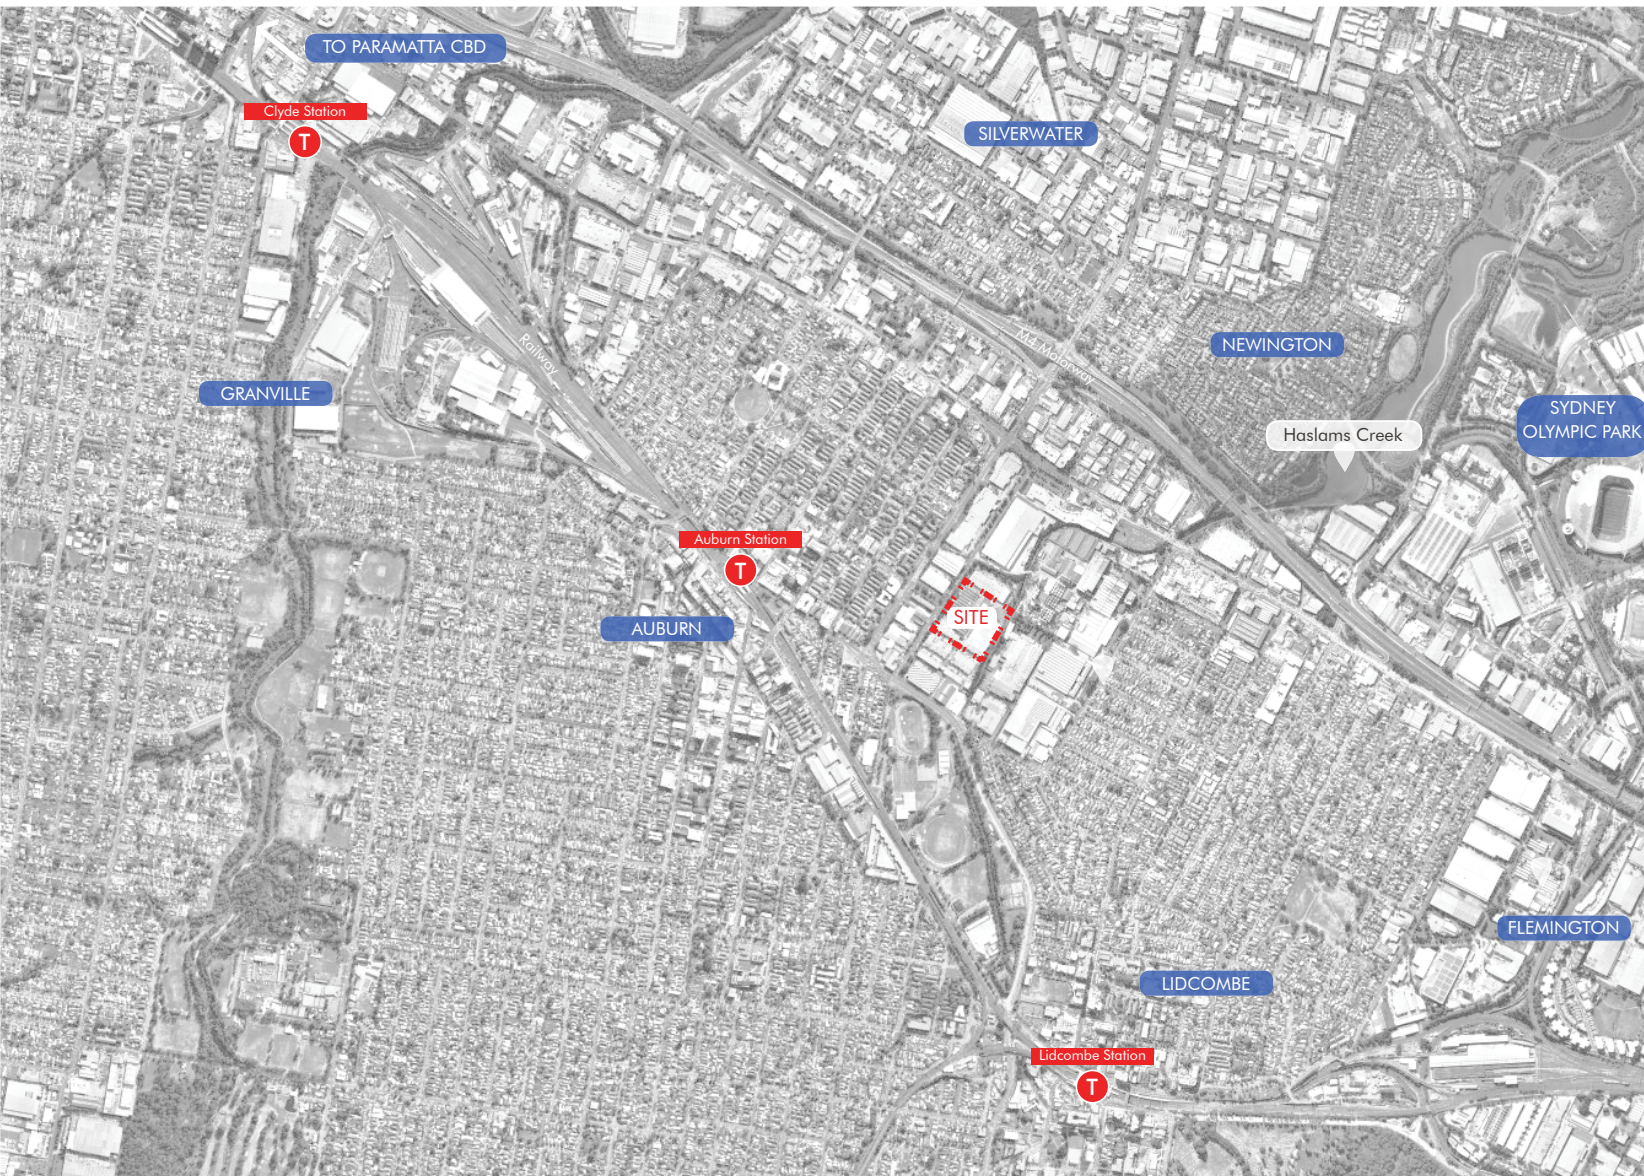 TO PARAMATTA CBD
Clyde Station
T
SILVERWATER
Railway
M4 Motorway
NEWINGTON
GRANVILLE
SYDNEY
OLYMPIC PARK
Haslams Creek
Auburn Station
T
SITE
AUBURN
FLEMINGTON
LIDCOMBE
Lidcombe Station
T